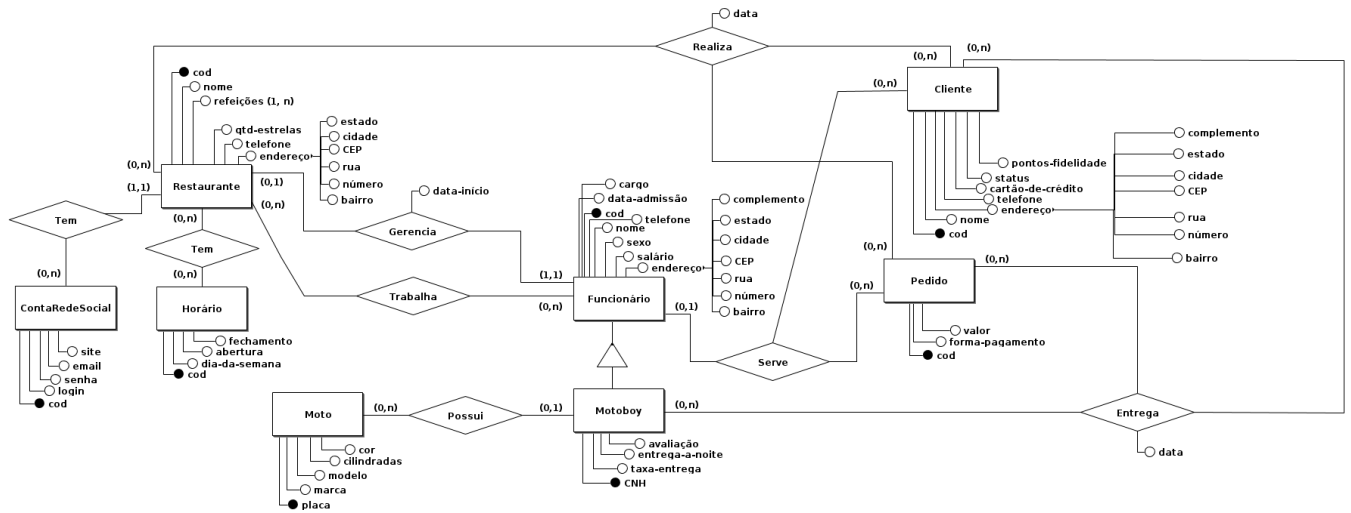 data
Realiza
(0,n)
(0,n)
(0,n)
Cliente
complemento
estado
cidade
CEP
rua
número
bairro
pontos-fidelidade
status
cartão-de-crédito
telefone
endereço
nome
cod
cod
nome
refeições (1, n)
qtd-estrelas
telefone
endereço
estado
cidade
CEP
rua
número
bairro
(0,n)
Restaurante
(1,1)
(0,1)
(0,n)
(0,n)
Tem
Tem
(0,n)
(0,n)
ContaRedeSocial
site
email
senha
login
cod
Horário
fechamento
abertura
dia-da-semana
cod
data-início
Gerencia
(1,1)
Trabalha
(0,n)
cargo
data-admissão
cod
telefone
nome
sexo
salário
endereço
complemento
estado
cidade
CEP
rua
número
bairro
Funcionário
(0,1)
Serve
(0,n)
(0,n)
Pedido
(0,n)
valor
forma-pagamento
cod
Moto
(0,n)
Possui
(0,1)
Motoboy
(0,n)
Entrega
data
cor
cilindradas
modelo
marca
placa
avaliação
entrega-a-noite
taxa-entrega
CNH